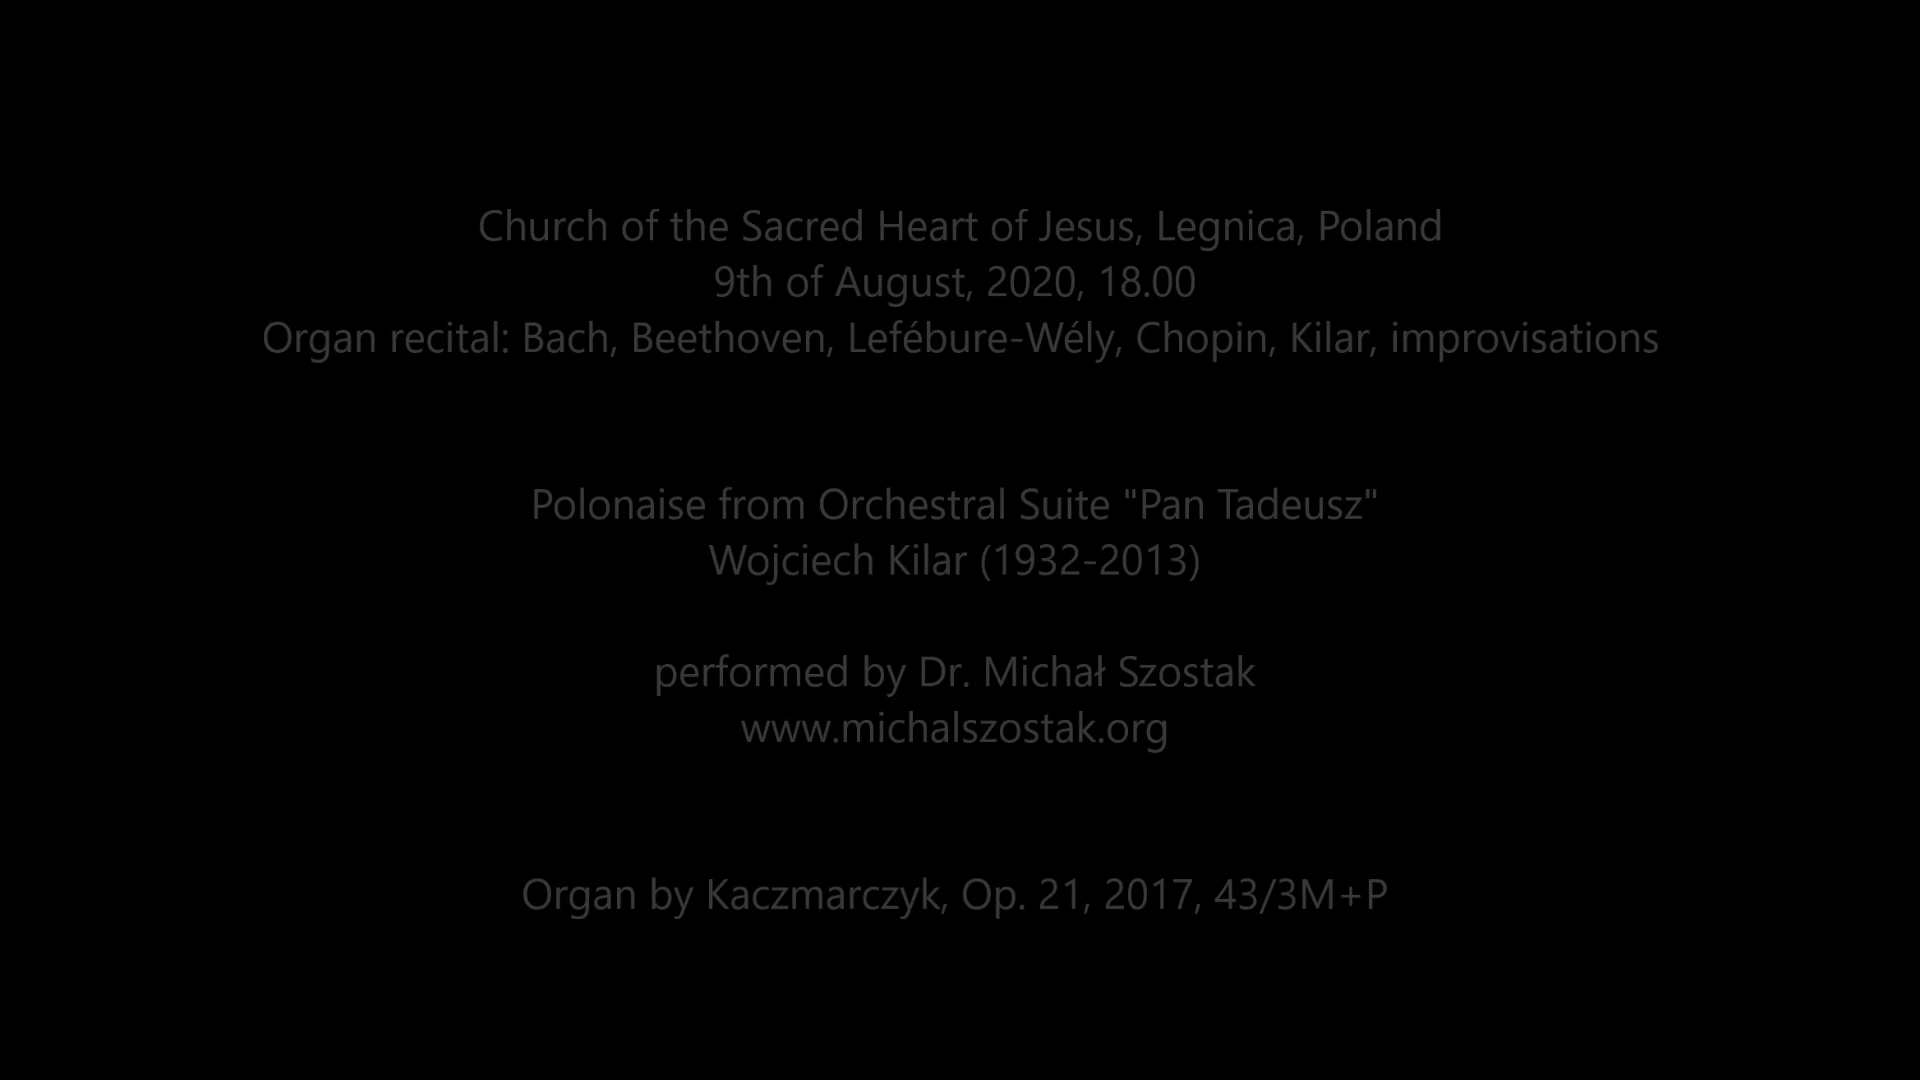 Church of the Sacred Heart of Jesus, Legnica, Poland
9th of August, 2020, 18.00
Organ recital: Bach, Beethoven, Lefébure-Wély, Chopin, Kilar, improvisations
Polonaise from Orchestral Suite "Pan Tadeusz"
Wojciech Kilar (1932-2013)
performed by Dr. Michał Szostak
www.michalszostak.org
Organ by Kaczmarczyk, Op. 21, 2017, 43/3M+P